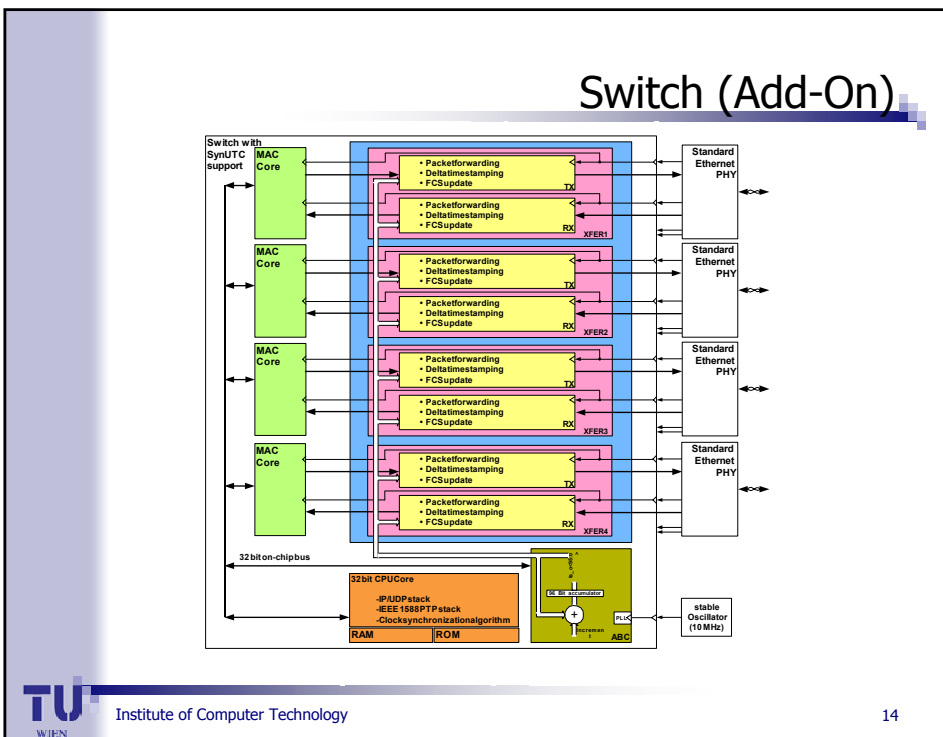 Switch (Add-On)
Switch with
SynUTC
support
MAC
Core
• Packetforwarding
• Deltatimestamping
• FCSupdate
TX
• Packetforwarding
• Deltatimestamping
• FCSupdate
RX
XFER1
Standard
Ethernet
PHY
MAC
Core
• Packetforwarding
• Deltatimestamping
• FCSupdate
TX
• Packetforwarding
• Deltatimestamping
• FCSupdate
RX
XFER2
Standard
Ethernet
PHY
MAC
Core
• Packetforwarding
• Deltatimestamping
• FCSupdate
TX
• Packetforwarding
• Deltatimestamping
• FCSupdate
RX
XFER3
Standard
Ethernet
PHY
MAC
Core
• Packetforwarding
• Deltatimestamping
• FCSupdate
TX
• Packetforwarding
• Deltatimestamping
• FCSupdate
RX
XFER4
Standard
Ethernet
PHY
32biton-chipbus
32bit CPUCore
-IP/UDPstack
-IEEE1588PTPstack
-Clocksynchronizationalgorithm
RAM
ROM
96 Bit accumulator
+
Incremen
t
PLL
ABC
stable
Oscillator
(10MHz)
TU
WIEN
Institute of Computer Technology
14